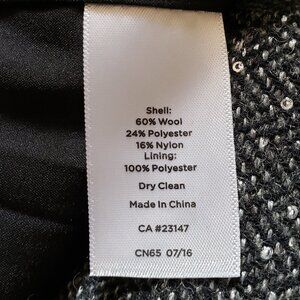 Shell:
60% Wool
24% Polyester
16% Nylon
Lining:
100% Polyester
Dry Clean
Made in China
CA #23147
CN65 07/16